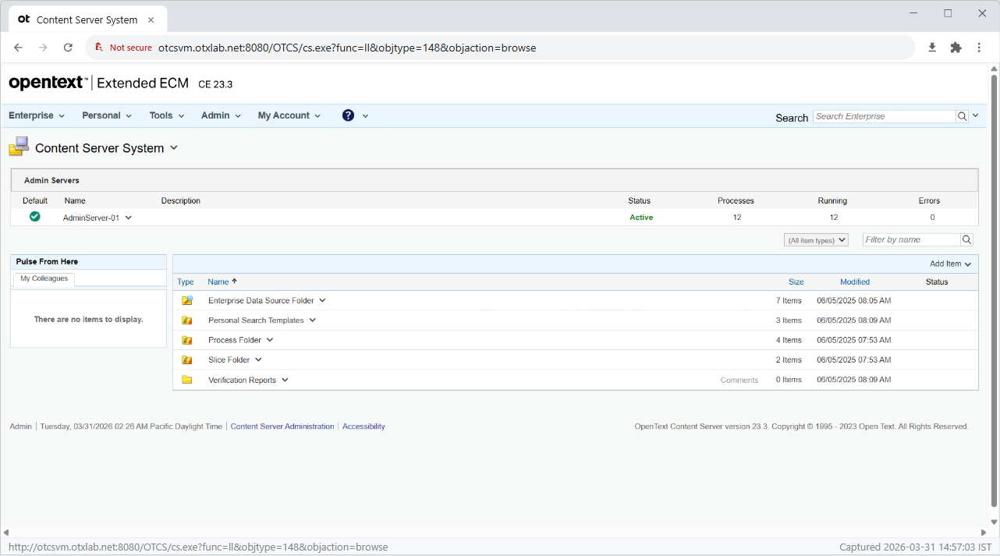 ot Content Server System
Not secure otcsvm.otxlab.net:8080/OTCS/cs.exe?func=ll&objtype=148&objaction=browse
opentext™ | Extended ECM CE 23.3
Enterprise Personal Tools Admin My Account ? Search Search Enterprise
Content Server System
Admin Servers
Default Name Description Status Processes Running Errors
AdminServer-01 Active 12 12 0
(All item types) Filter by name
Pulse From Here
My Colleagues
There are no items to display.
Add Item
Type Name Size Modified Status
Enterprise Data Source Folder 7 Items 06/05/2025 08:05 AM
Personal Search Templates 3 Items 06/05/2025 08:09 AM
Process Folder 4 Items 06/05/2025 07:53 AM
Slice Folder 2 Items 06/05/2025 07:53 AM
Verification Reports Comments 0 Items 06/05/2025 08:09 AM
Admin | Tuesday, 03/31/2026 02:26 AM Pacific Daylight Time | Content Server Administration | Accessibility
OpenText Content Server version 23.3. Copyright © 1995 - 2023 Open Text. All Rights Reserved.
http://otcsvm.otxlab.net:8080/OTCS/cs.exe?func=ll&objtype=148&objaction=browse
Captured 2026-03-31 14:57:03 IST